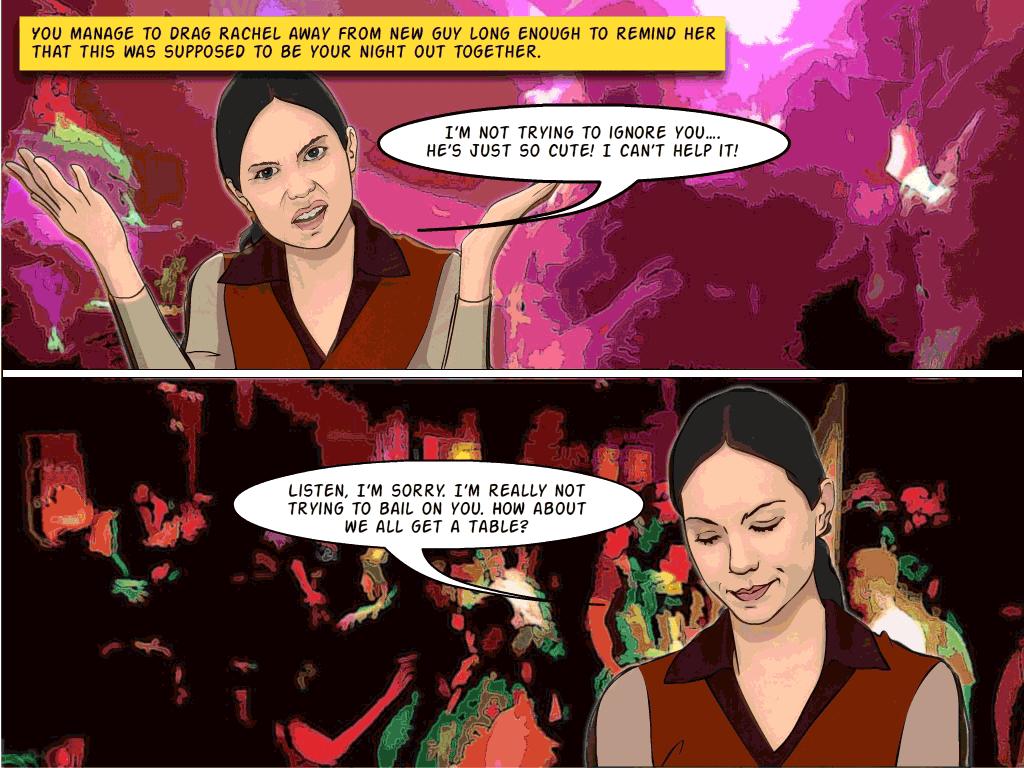 YOU MANAGE TO DRAG RACHEL AWAY FROM NEW GUY LONG ENOUGH TO REMIND HER
THAT THIS WAS SUPPOSED TO BE YOUR NIGHT OUT TOGETHER.
I'M NOT TRYING TO IGNORE YOU....
HE'S JUST SO CUTE! I CAN'T HELP IT!
LISTEN, I'M SORRY. I'M REALLY NOT
TRYING TO BAIL ON YOU. HOW ABOUT
WE ALL GET A TABLE?